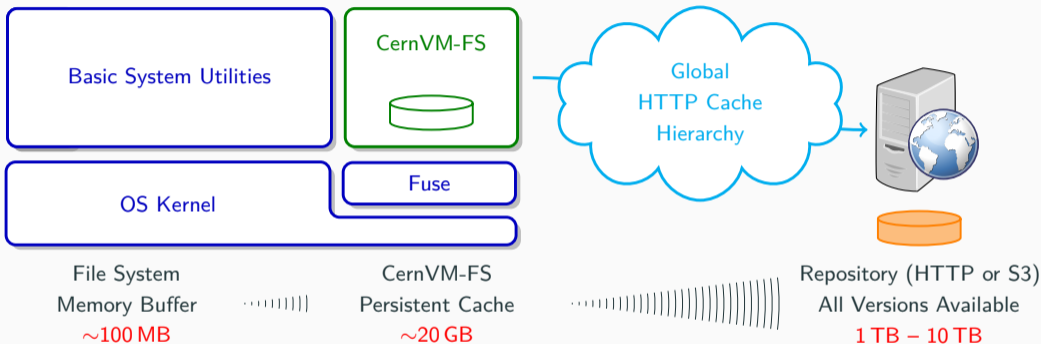 Basic System Utilities
CernVM-FS
Global
HTTP Cache
Hierarchy
OS Kernel
Fuse
File System
Memory Buffer
~100 MB
CernVM-FS
Persistent Cache
~20 GB
Repository (HTTP or S3)
All Versions Available
1 TB – 10 TB